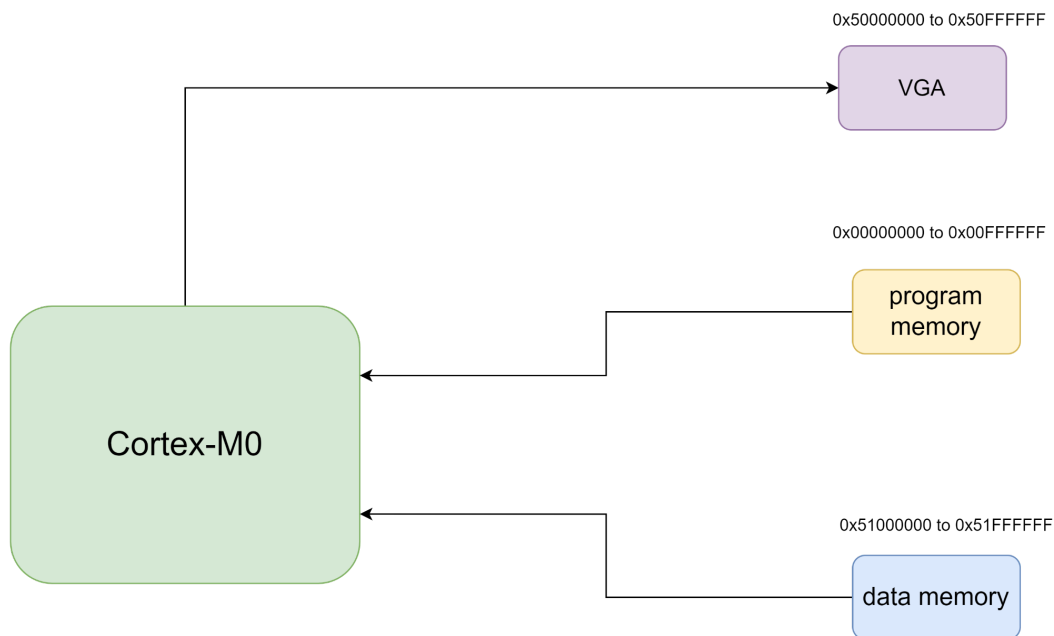 0x50000000 to 0x50FFFFFF
VGA
0x00000000 to 0x00FFFFFF
program
memory
Cortex-M0
0x51000000 to 0x51FFFFFF
data memory